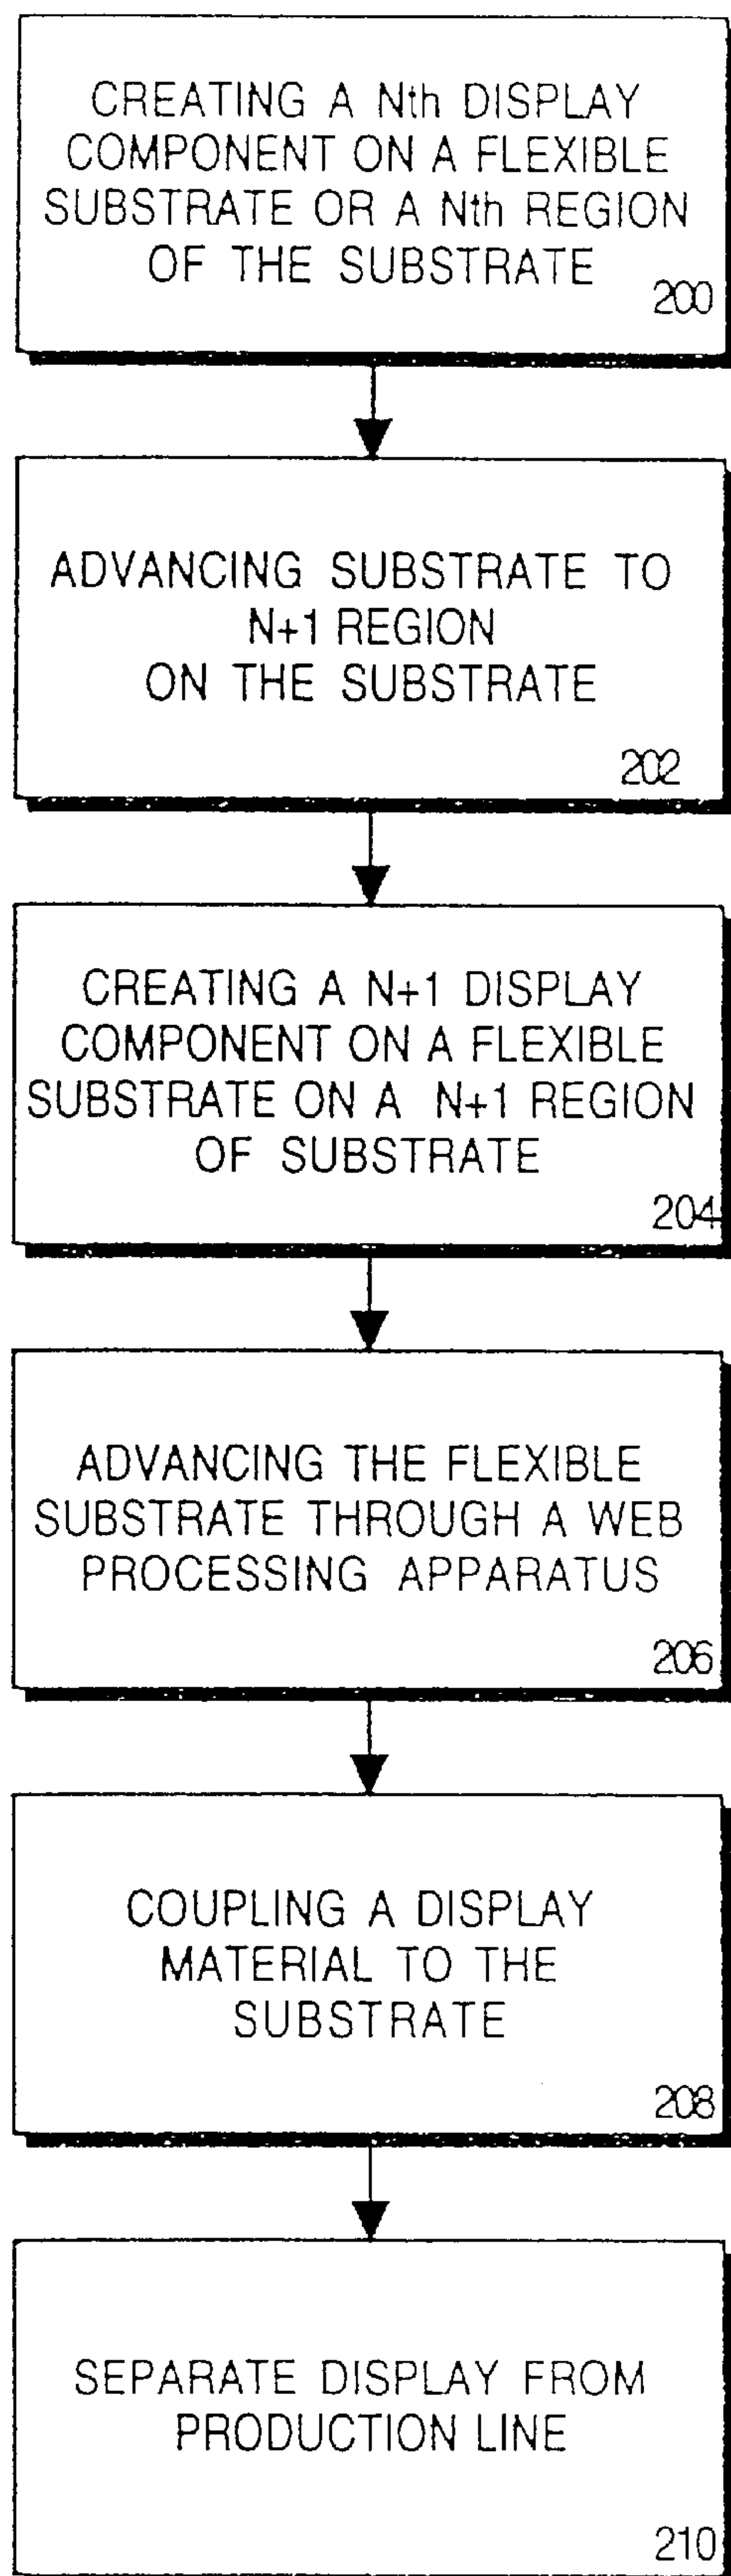 CREATING A Nth DISPLAY
COMPONENT ON A FLEXIBLE
SUBSTRATE OR A Nth REGION
OF THE SUBSTRATE
200
ADVANCING SUBSTRATE TO
N+1 REGION
ON THE SUBSTRATE
202
CREATING A N+1 DISPLAY
COMPONENT ON A FLEXIBLE
SUBSTRATE ON A N+1 REGION
OF SUBSTRATE
204
ADVANCING THE FLEXIBLE
SUBSTRATE THROUGH A WEB
PROCESSING APPARATUS
206
COUPLING A DISPLAY
MATERIAL TO THE
SUBSTRATE
208
SEPARATE DISPLAY FROM
PRODUCTION LINE
210